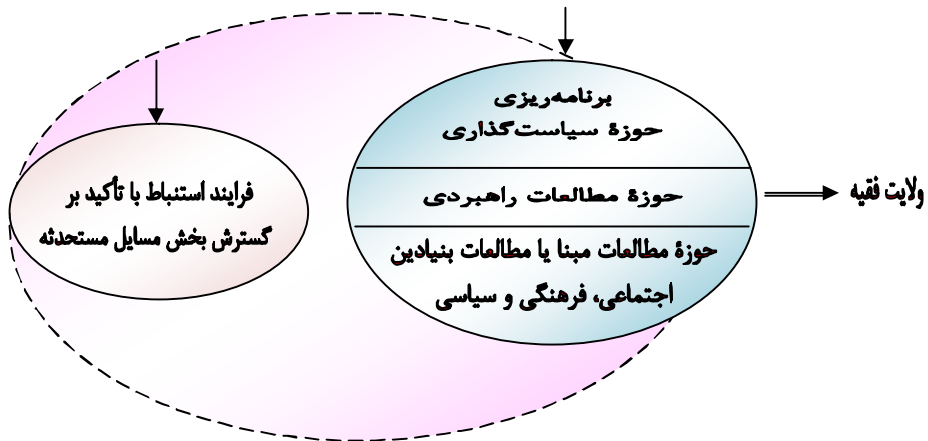 برنامه‌ریزی
حوزهٔ سیاست‌گذاری
حوزهٔ مطالعات راهبردی
حوزهٔ مطالعات مبنا یا مطالعات بنیادین
اجتماعی، فرهنگی و سیاسی
ولایت فقیه
فرایند استنباط با تأکید بر
گسترش بخش مسایل مستحدثه